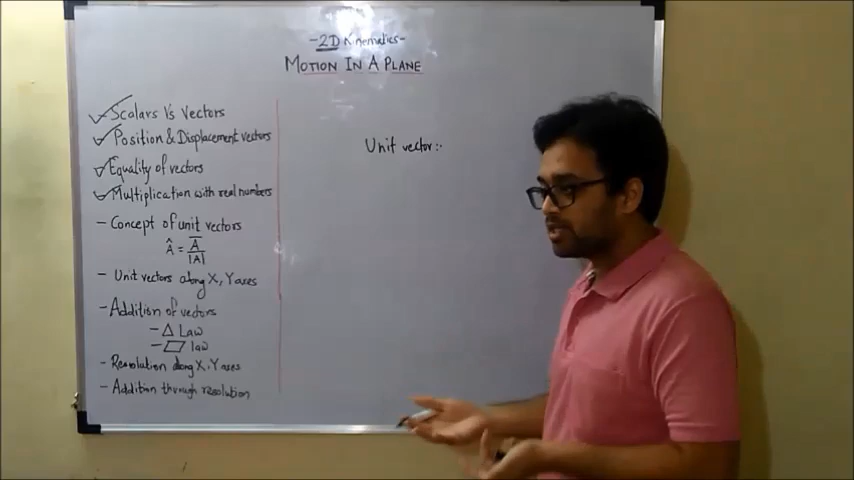 -2D Kinematics-
MOTION IN A PLANE
Scalars Vs Vectors
Position & Displacement vectors
Equality of vectors
Multiplication with real numbers
- Concept of unit vectors
Â = A̅ / |A|
- Unit vectors along X, Y axes
- Addition of vectors
- △ Law
- ▱ law
- Resolution along X, Y axes
- Addition through resolution
Unit vector:-